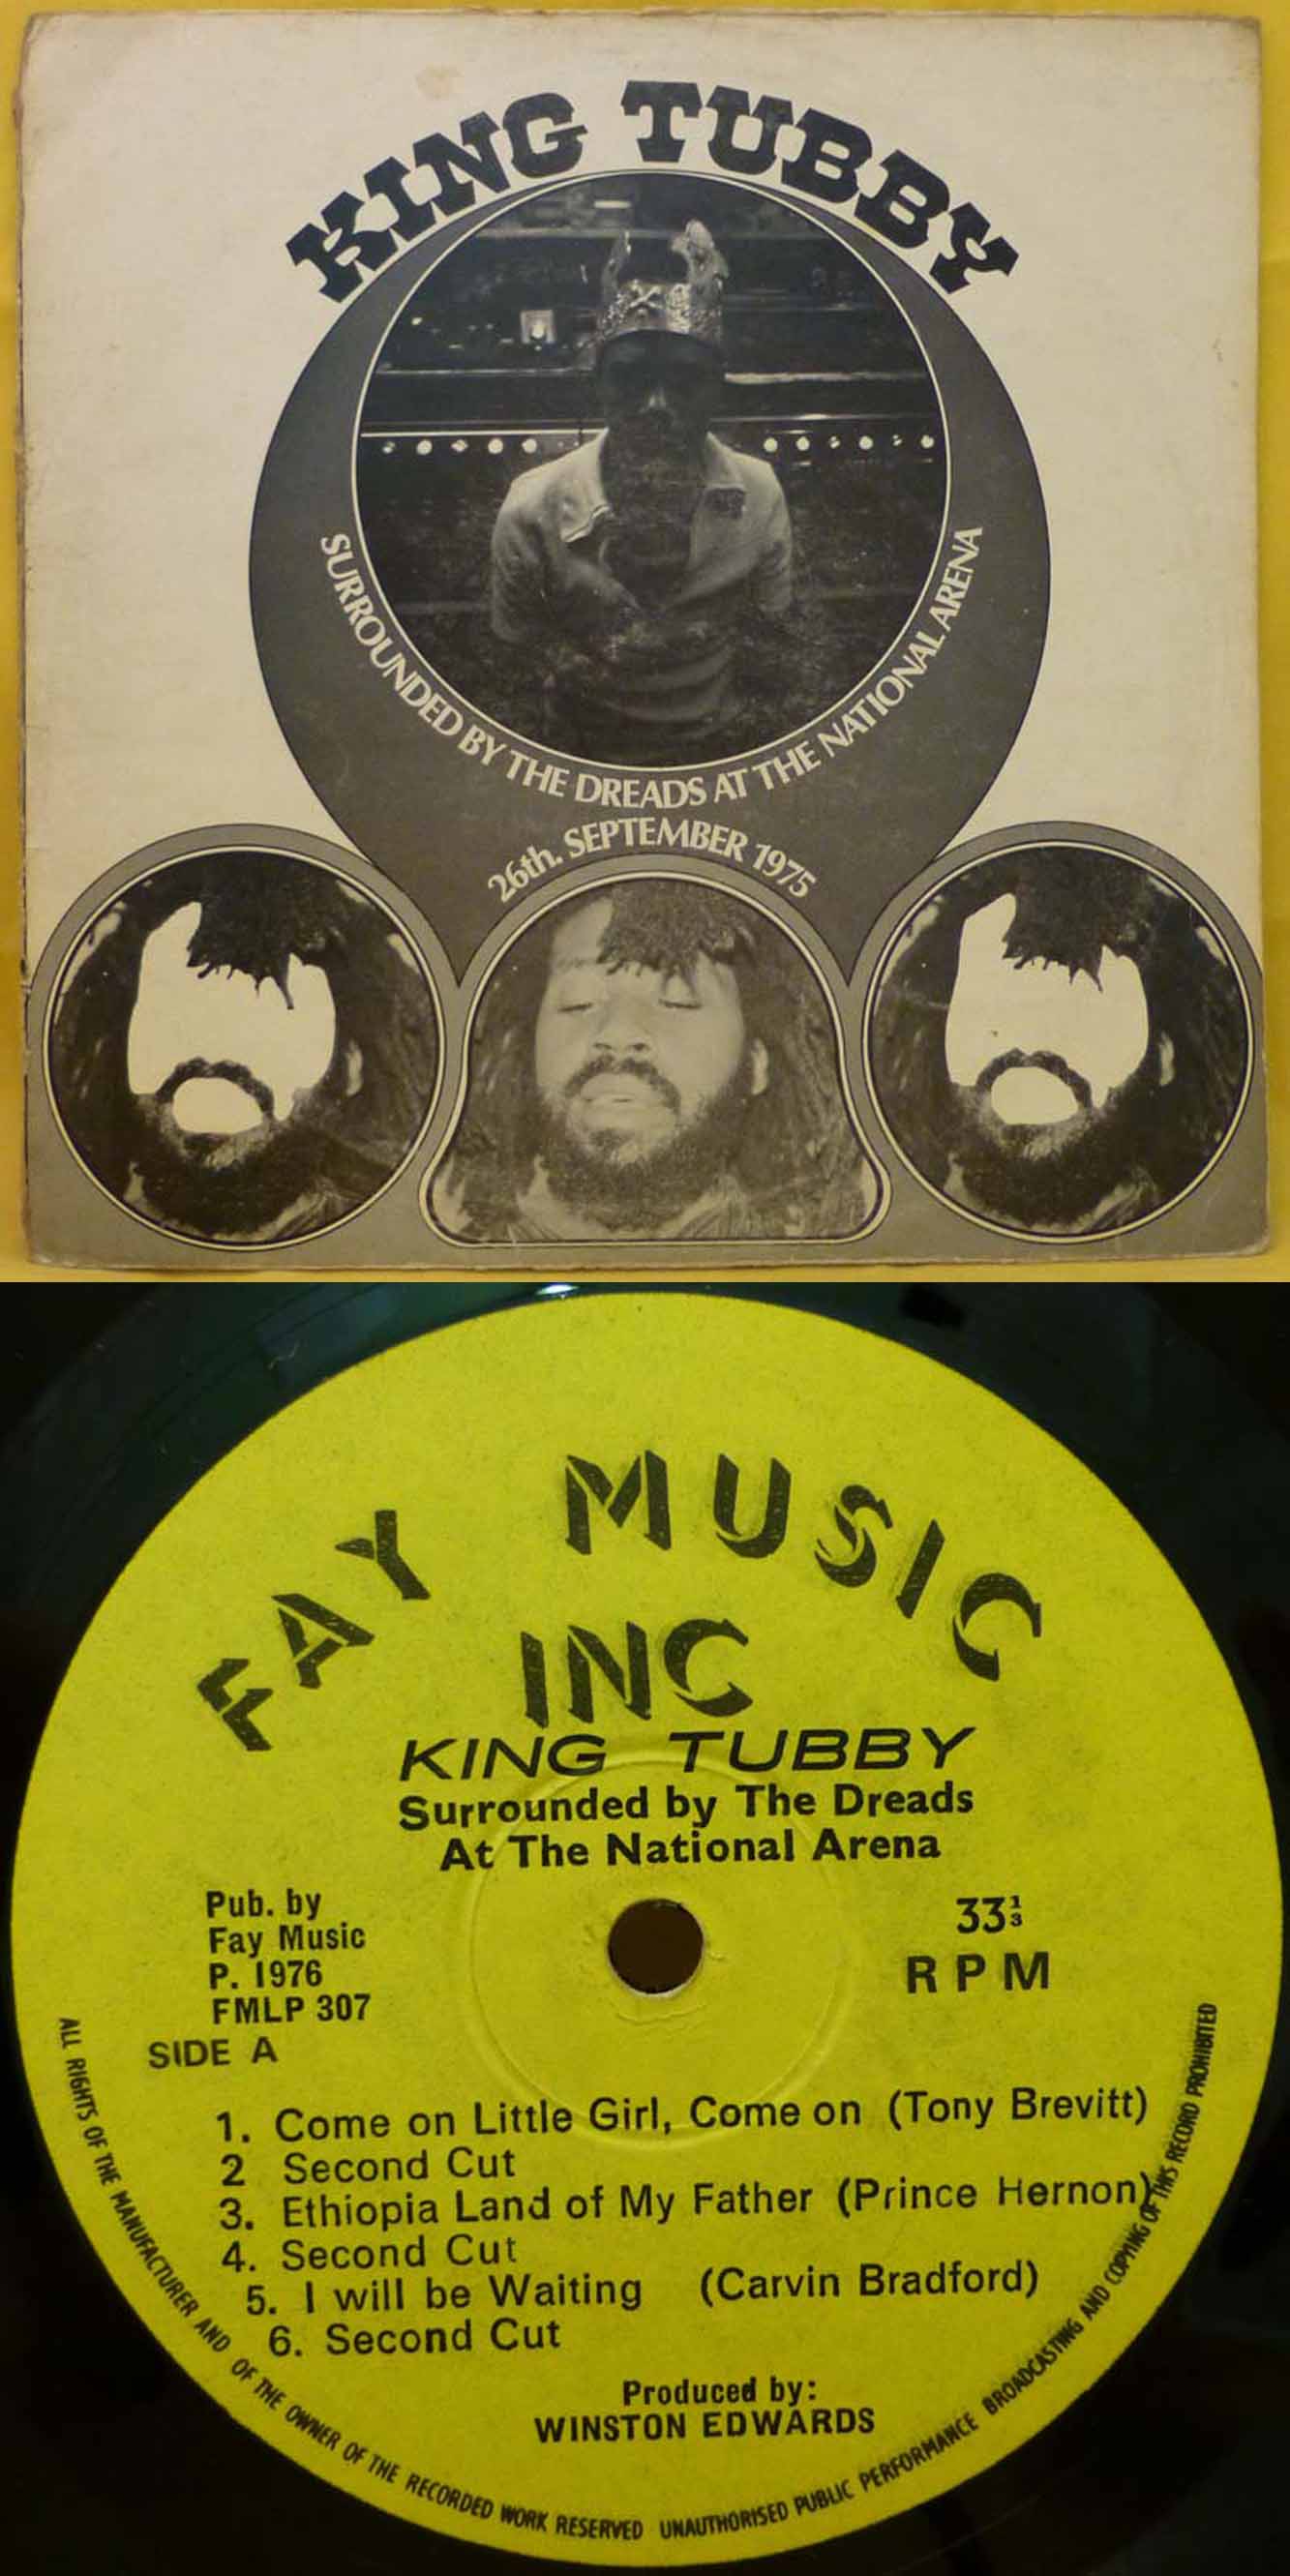 KING TUBBY
SURROUNDED BY THE DREADS AT THE NATIONAL ARENA
26th. SEPTEMBER 1975
FAY MUSIC
INC
KING TUBBY
Surrounded by The Dreads
At The National Arena
Pub. by
Fay Music
P. 1976
FMLP 307
33⅓
RPM
SIDE A
1. Come on Little Girl, Come on (Tony Brevitt)
2 Second Cut
3. Ethiopia Land of My Father (Prince Hernon)
4. Second Cut
5. I will be Waiting (Carvin Bradford)
6. Second Cut
Produced by:
WINSTON EDWARDS
ALL RIGHTS OF THE MANUFACTURER AND OF THE OWNER OF THE RECORDED WORK RESERVED UNAUTHORISED PUBLIC PERFORMANCE BROADCASTING AND COPYING OF THIS RECORD PROHIBITED